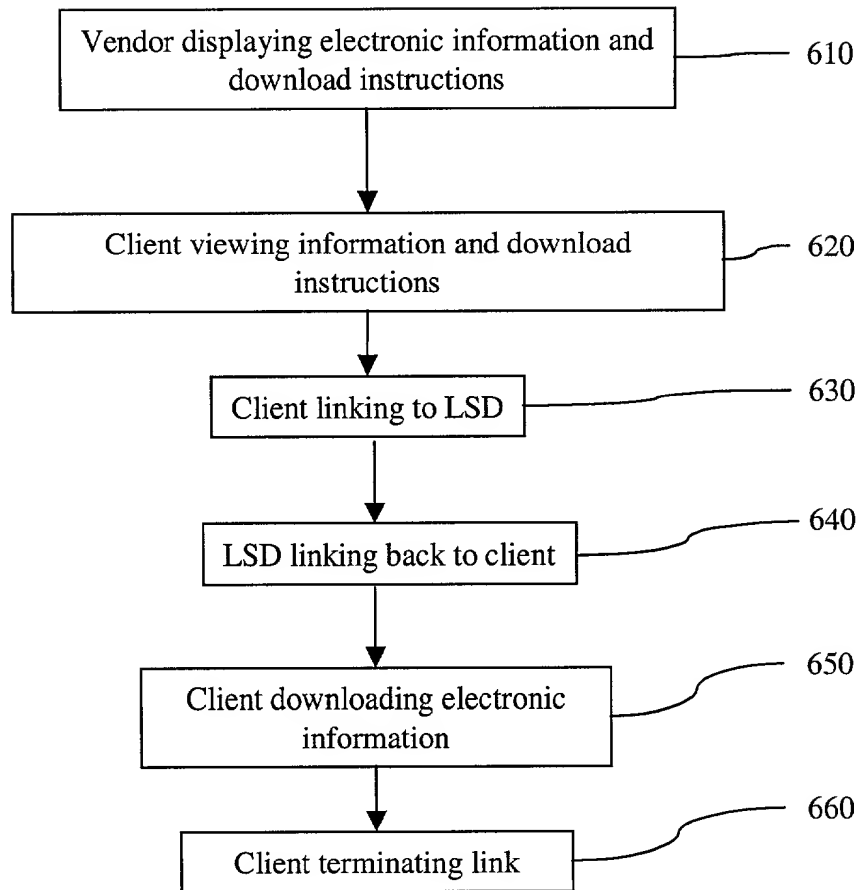 Vendor displaying electronic information and
download instructions
610
Client viewing information and download
instructions
620
Client linking to LSD
630
LSD linking back to client
640
Client downloading electronic
information
650
Client terminating link
660